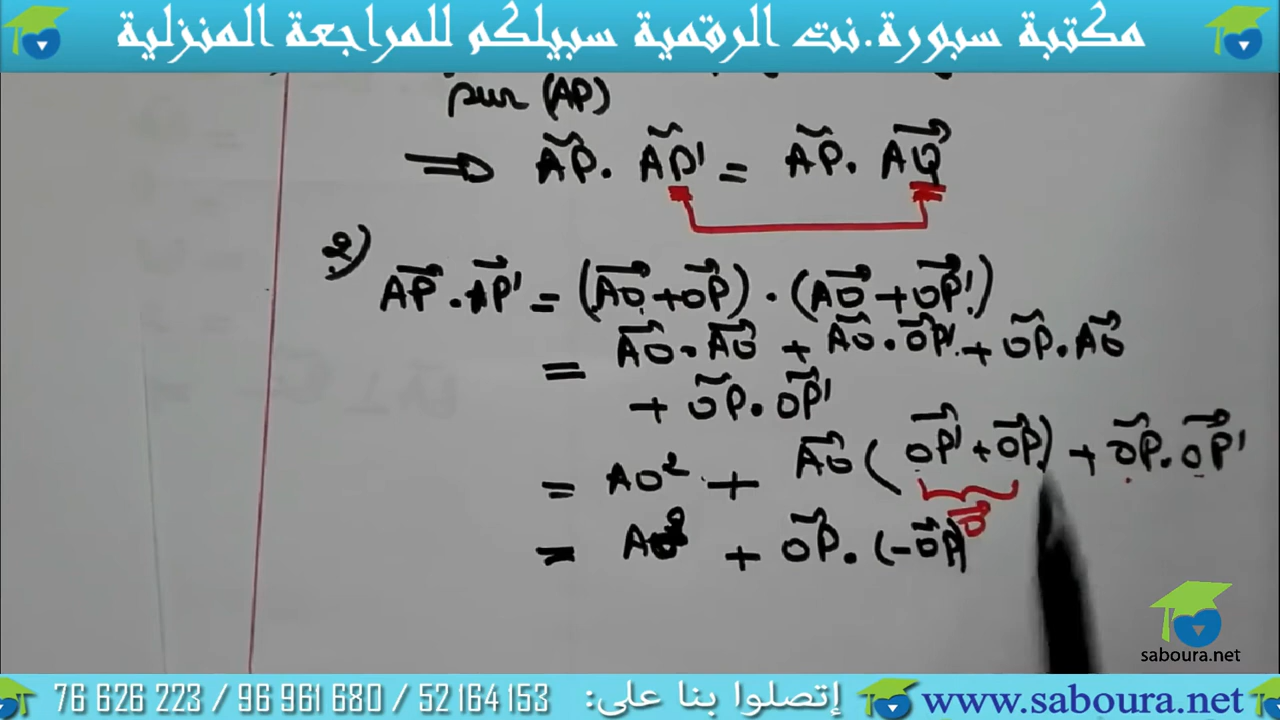 مكتبة سبورة.نت الرقمية سبيلكم للمراجعة المنزلية
sur (AP)
⟹ AP⃗ · AP'⃗ = AP⃗ · AQ⃗
2) AP⃗ · AP'⃗ = (AO⃗ + OP⃗) · (AO⃗ + OP'⃗)
= AO⃗ · AO⃗ + AO⃗ · OP'⃗ + OP⃗ · AO⃗
+ OP⃗ · OP'⃗
= AO² + AO⃗ (OP'⃗ + OP⃗) + OP⃗ · OP'⃗
O⃗
= AO² + OP⃗ · (-OP⃗)
saboura.net
76 626 223 / 96 961 680 / 52 164 153 إتصلوا بنا على: www.saboura.net